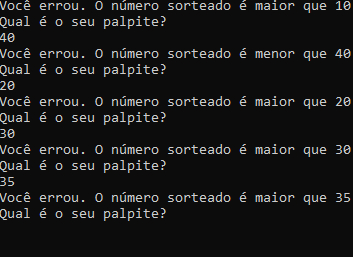 Você errou. O número sorteado é maior que 10
Qual é o seu palpite?
40
Você errou. O número sorteado é menor que 40
Qual é o seu palpite?
20
Você errou. O número sorteado é maior que 20
Qual é o seu palpite?
30
Você errou. O número sorteado é maior que 30
Qual é o seu palpite?
35
Você errou. O número sorteado é maior que 35
Qual é o seu palpite?